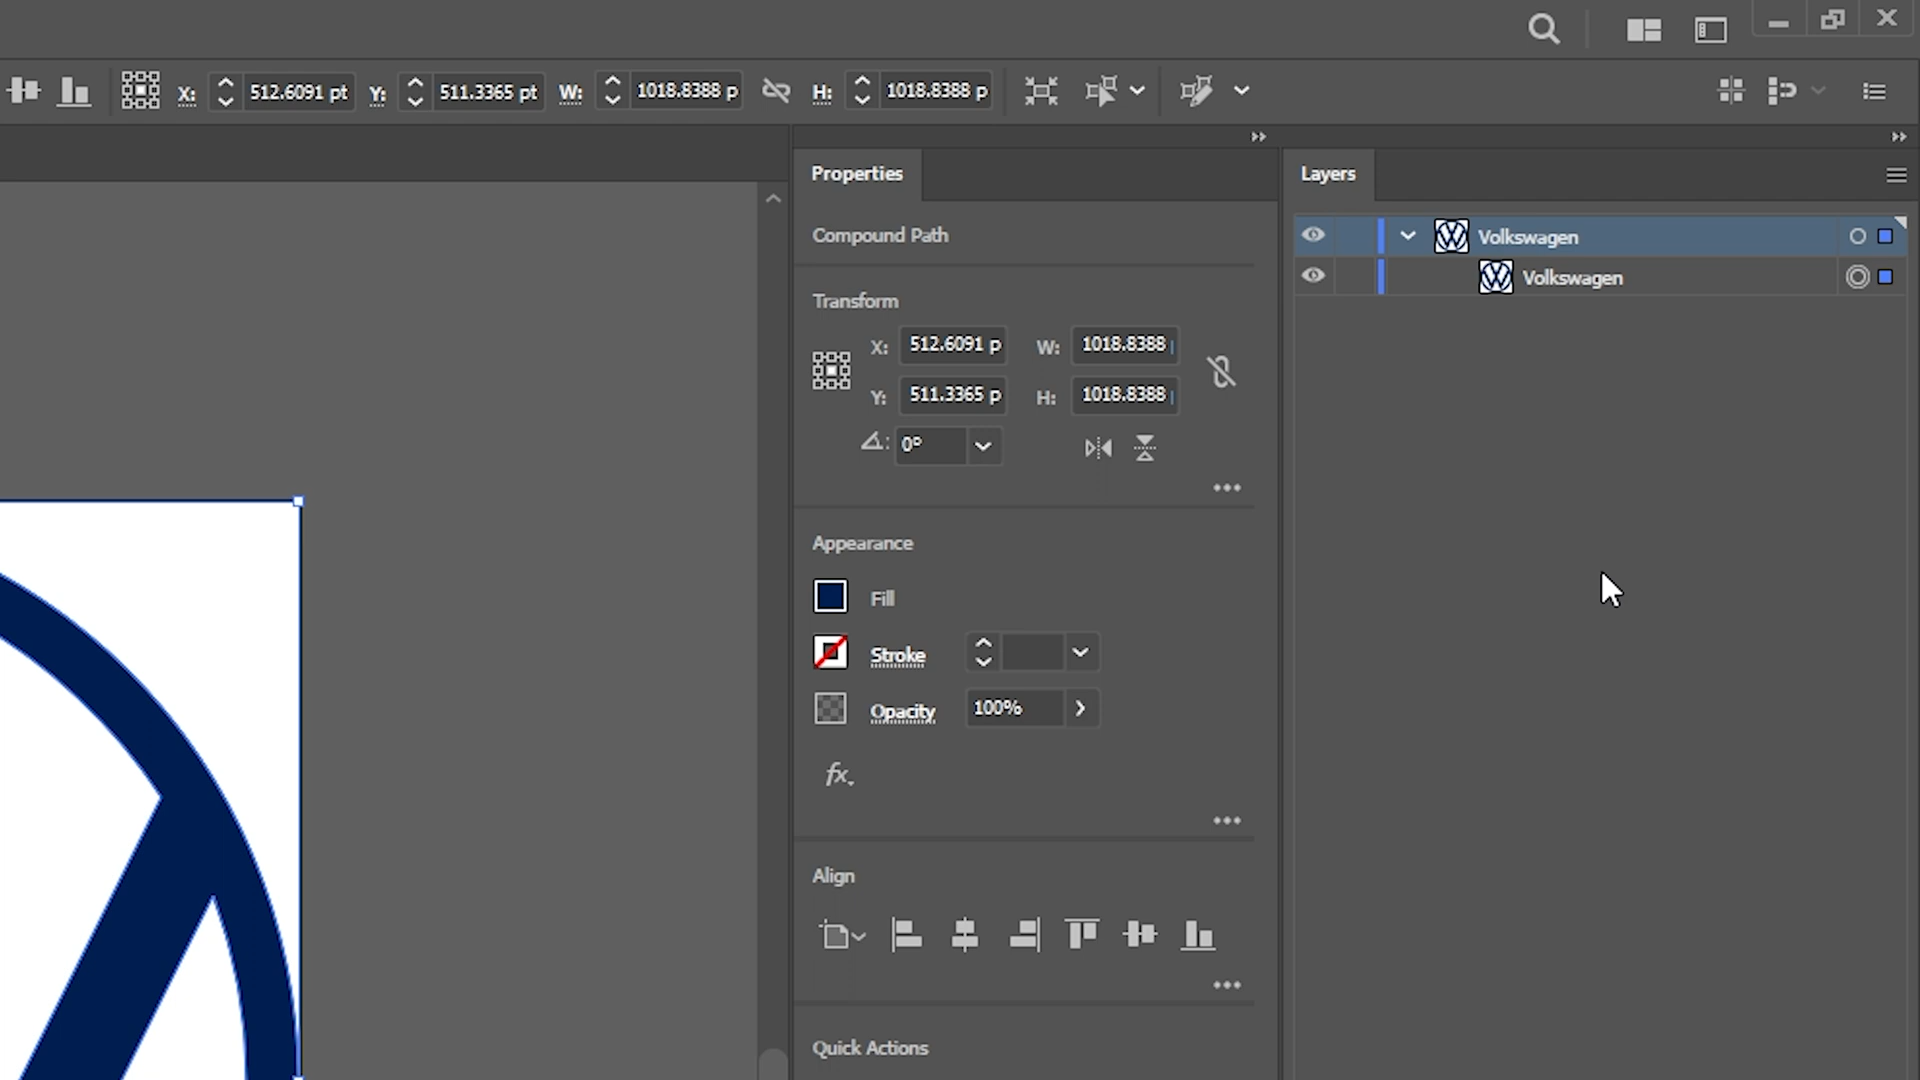 X: 512.6091 pt Y: 511.3365 pt W: 1018.8388 p H: 1018.8388 p
Properties
Layers
Compound Path
Volkswagen
Volkswagen
Transform
X: 512.6091 p W: 1018.8388
Y: 511.3365 p H: 1018.8388
0°
Appearance
Fill
Stroke
Opacity 100%
fx.
Align
Quick Actions